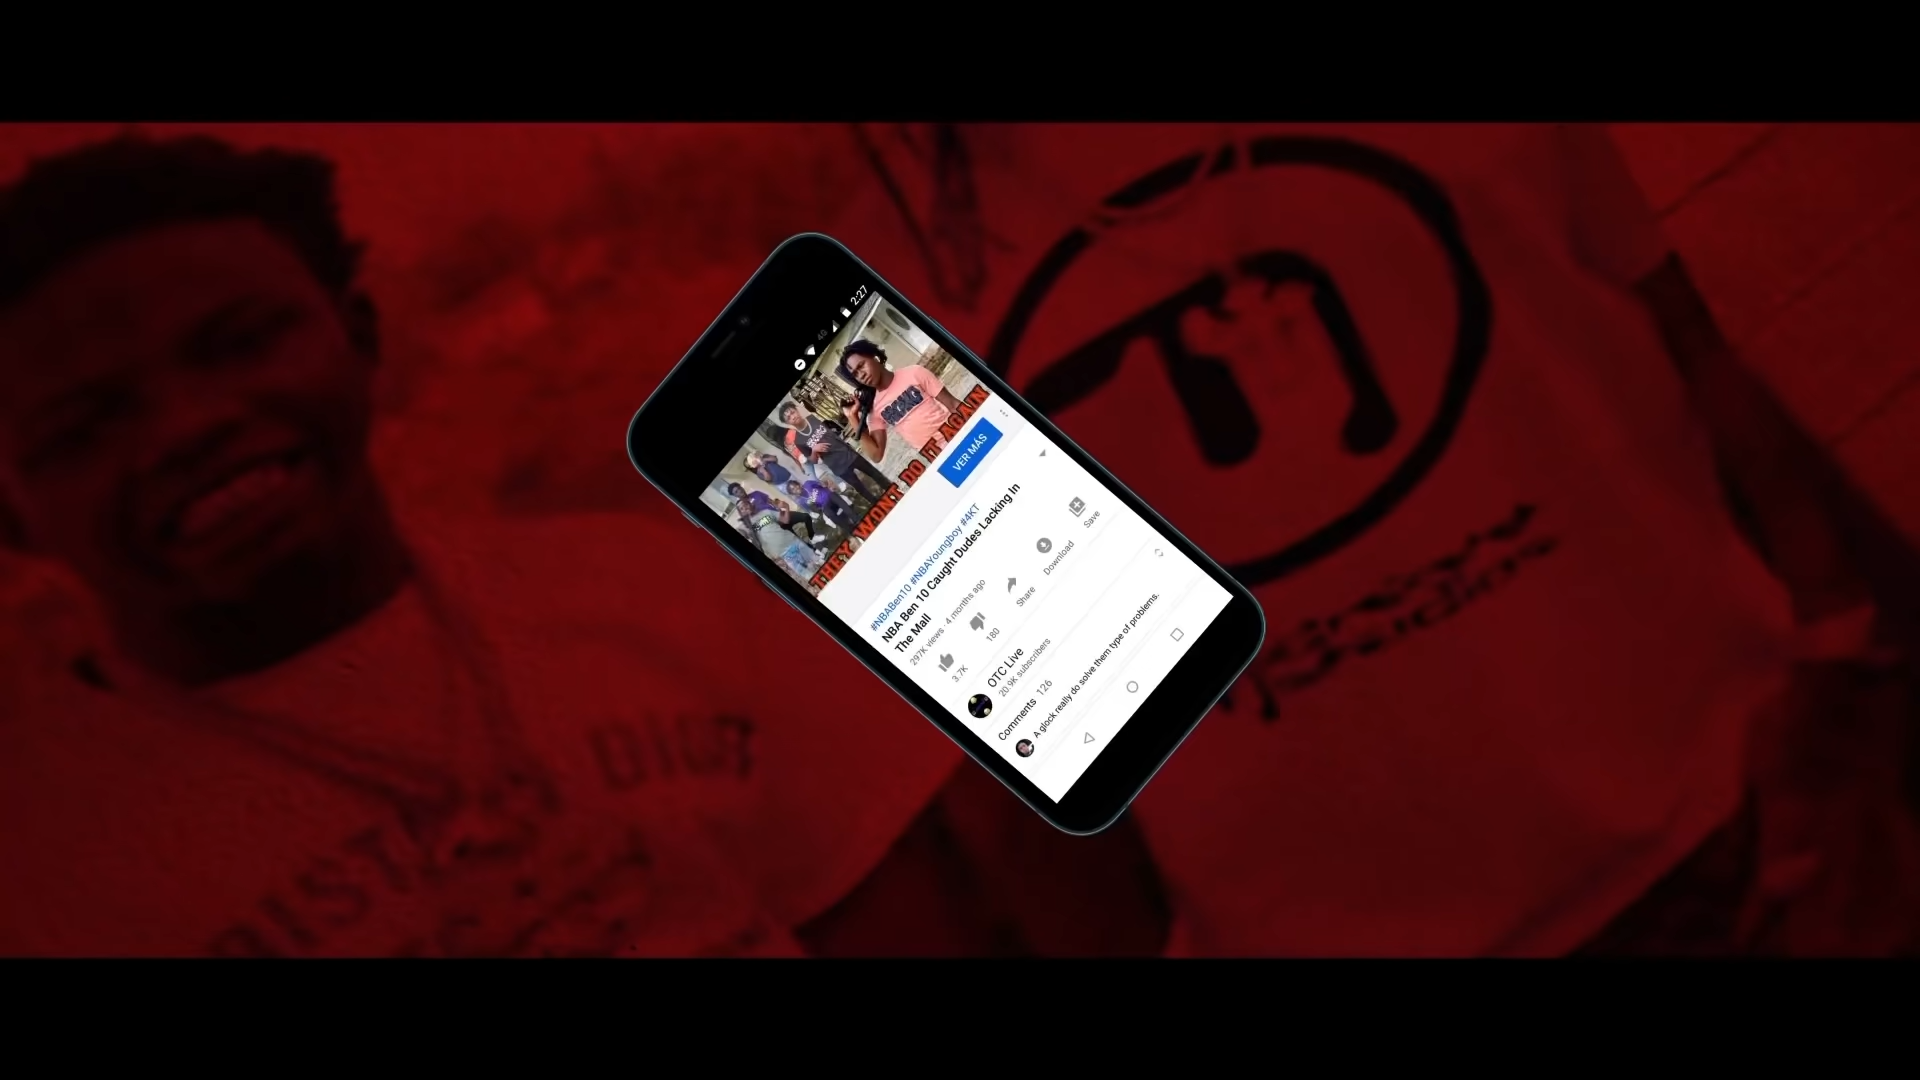 2:27
4G
THEY WONT DO IT AGAIN
VER MÁS
#NBABen10 #NBAYoungboy #4KT
NBA Ben 10 Caught Dudes Lacking In
The Mall
297K views · 4 months ago
3.7K
180
Share
Download
Save
OTC Live
20.9K subscribers
Comments 126
A glock really do solve them type of problems.